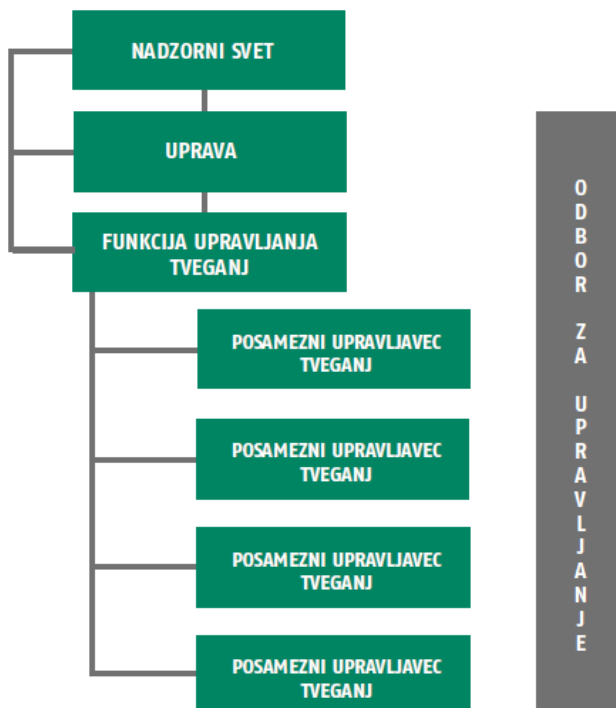 NADZORNI SVET
UPRAVA
FUNKCIJA UPRAVLJANJA
TVEGANJ
POSAMEZNI UPRAVLJAVEC
TVEGANJ
POSAMEZNI UPRAVLJAVEC
TVEGANJ
POSAMEZNI UPRAVLJAVEC
TVEGANJ
POSAMEZNI UPRAVLJAVEC
TVEGANJ
ODBOR ZA UPRAVLJANJE